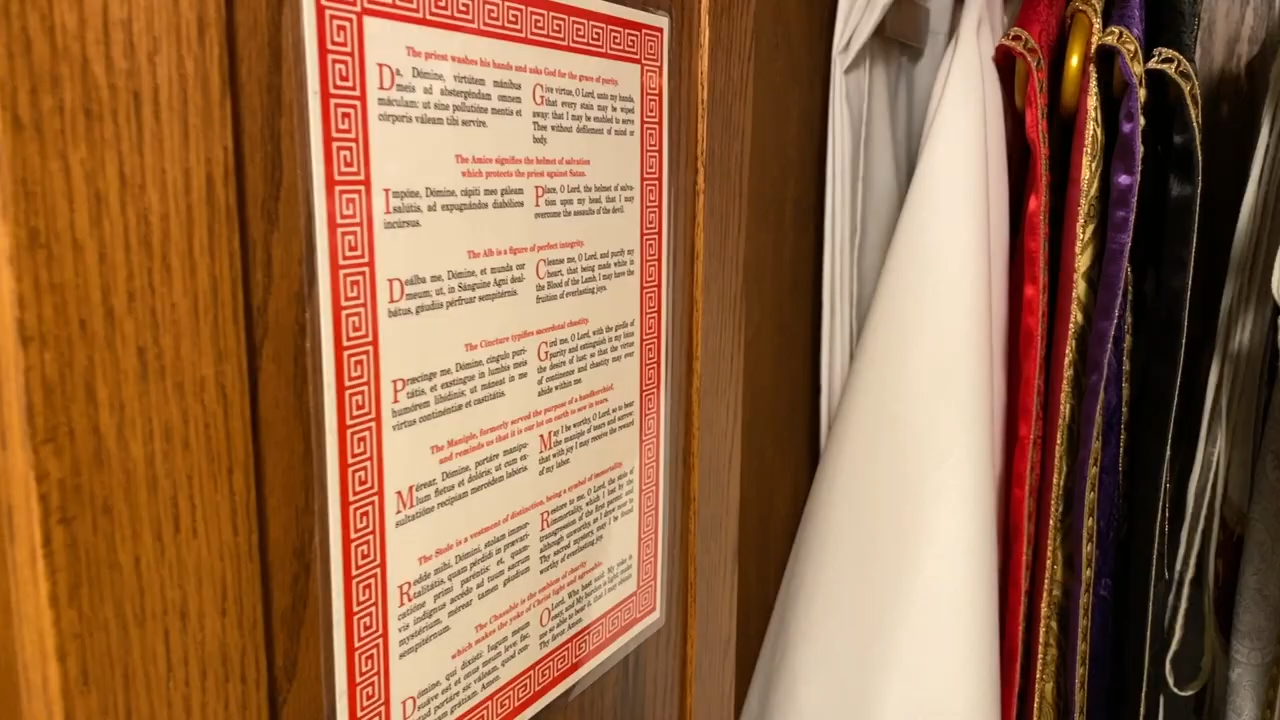 The priest washes his hands and asks God for the grace of purity.
Da, Dómine, virtútem mánibus
meis ad abstergéndam omnem
máculam: ut sine pollutióne mentis et
córporis váleam tibi servire.
Give virtue, O Lord, unto my hands,
that every stain may be wiped
away: that I may be enabled to serve
Thee without defilement of mind or
body.
The Amice signifies the helmet of salvation
which protects the priest against Satan.
Impóne, Dómine, cápiti meo gáleam
salútis, ad expugnándos diabólicos
incúrsus.
Place, O Lord, the helmet of salva-
tion upon my head, that I may
overcome the assaults of the devil.
The Alb is a figure of perfect integrity.
Deálba me, Dómine, et munda cor
meum; ut, in Sánguine Agni deal-
bátus, gáudiis pérfruar sempitérnis.
Cleanse me, O Lord, and purify my
heart, that being made white in
the Blood of the Lamb, I may have the
fruition of everlasting joys.
The Cincture typifies sacerdotal chastity.
Præcinge me, Dómine, cíngulo puri-
tátis, et exstingue in lumbis meis
humórem libídinis; ut máneat in me
virtus continéntiæ et castitátis.
Gird me, O Lord, with the girdle of
purity and extinguish in my loins
the desire of lust; so that the virtue
of continence and chastity may ever
abide within me.
The Maniple, formerly served the purpose of a handkerchief,
and reminds us that it is our lot on earth to sow in tears.
Mérear, Dómine, portáre manípu-
lum fletus et dolóris; ut cum ex-
sultatióne recípiam mercédem labóris.
May I be worthy, O Lord, so to bear
the maniple of tears and sorrow:
that with joy I may receive the reward
of my labor.
The Stole is a vestment of distinction, being a symbol of immortality.
Redde mihi, Dómini, stolam immor-
talitátis, quam pérdidi in prævari-
catióne primi paréntis: et, quam-
vis indígnus accédo ad tuum sacrum
mystérium, mérear tamen gáudium
sempitérnum.
Restore to me, O Lord, the stole of
immortality, which I lost by the
transgression of the first parent: and
although unworthy, as I draw near to
Thy sacred mystery, may I be found
worthy of everlasting joy.
The Chasuble is the emblem of charity
which makes the yoke of Christ light and agreeable.
Dómine, qui dixísti: Iugum meum
suáve est et onus meum leve: fac,
portáre sic váleam, quod con-
grátiam. Amen.
O Lord, Who hast said, My yoke is
easy, and My burden is light; make
me so able to bear it, that I may obtain
Thy favor. Amen.